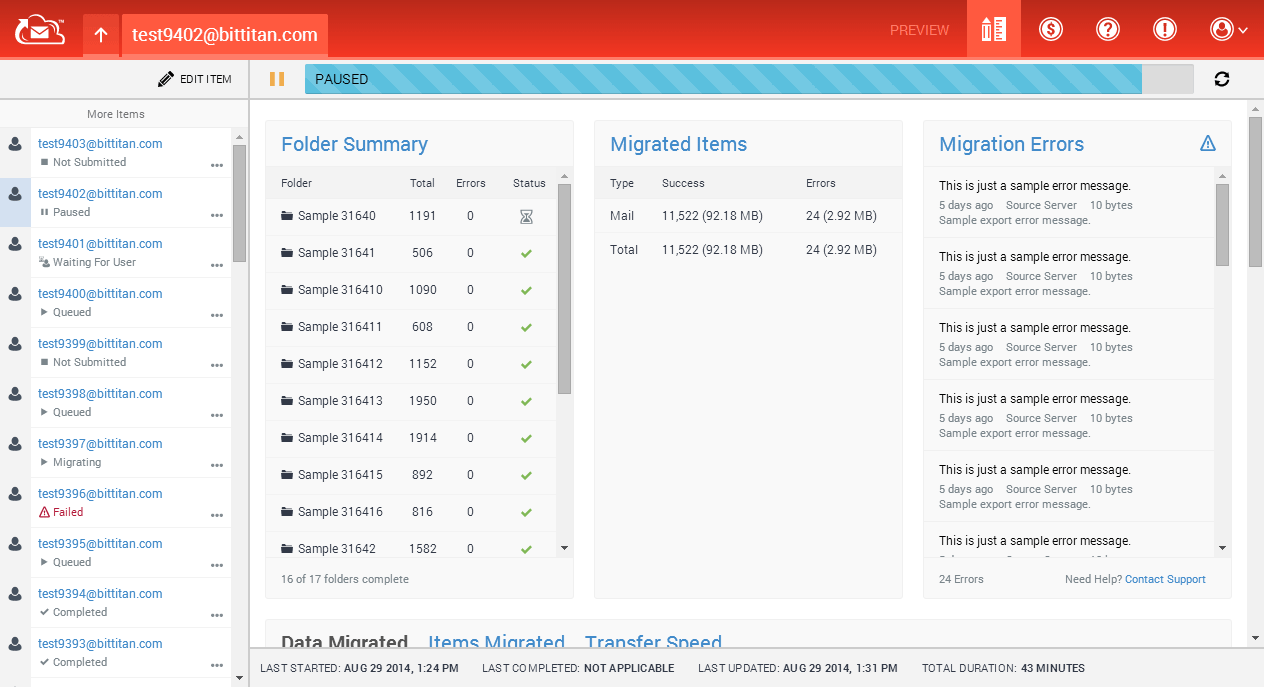 test9402@bittitan.com
PREVIEW
EDIT ITEM
PAUSED
More Items
test9403@bittitan.com
Not Submitted
test9402@bittitan.com
Paused
test9401@bittitan.com
Waiting For User
test9400@bittitan.com
Queued
test9399@bittitan.com
Not Submitted
test9398@bittitan.com
Queued
test9397@bittitan.com
Migrating
test9396@bittitan.com
Failed
test9395@bittitan.com
Queued
test9394@bittitan.com
Completed
test9393@bittitan.com
Completed
Folder Summary
Folder Total Errors Status
Sample 31640 1191 0
Sample 31641 506 0
Sample 316410 1090 0
Sample 316411 608 0
Sample 316412 1152 0
Sample 316413 1950 0
Sample 316414 1914 0
Sample 316415 892 0
Sample 316416 816 0
Sample 31642 1582 0
16 of 17 folders complete
Migrated Items
Type Success Errors
Mail 11,522 (92.18 MB) 24 (2.92 MB)
Total 11,522 (92.18 MB) 24 (2.92 MB)
Migration Errors
This is just a sample error message.
5 days ago Source Server 10 bytes
Sample export error message.
This is just a sample error message.
5 days ago Source Server 10 bytes
Sample export error message.
This is just a sample error message.
5 days ago Source Server 10 bytes
Sample export error message.
This is just a sample error message.
5 days ago Source Server 10 bytes
Sample export error message.
This is just a sample error message.
5 days ago Source Server 10 bytes
Sample export error message.
This is just a sample error message.
24 Errors Need Help? Contact Support
Data Migrated Items Migrated Transfer Speed
LAST STARTED: AUG 29 2014, 1:24 PM LAST COMPLETED: NOT APPLICABLE LAST UPDATED: AUG 29 2014, 1:31 PM TOTAL DURATION: 43 MINUTES